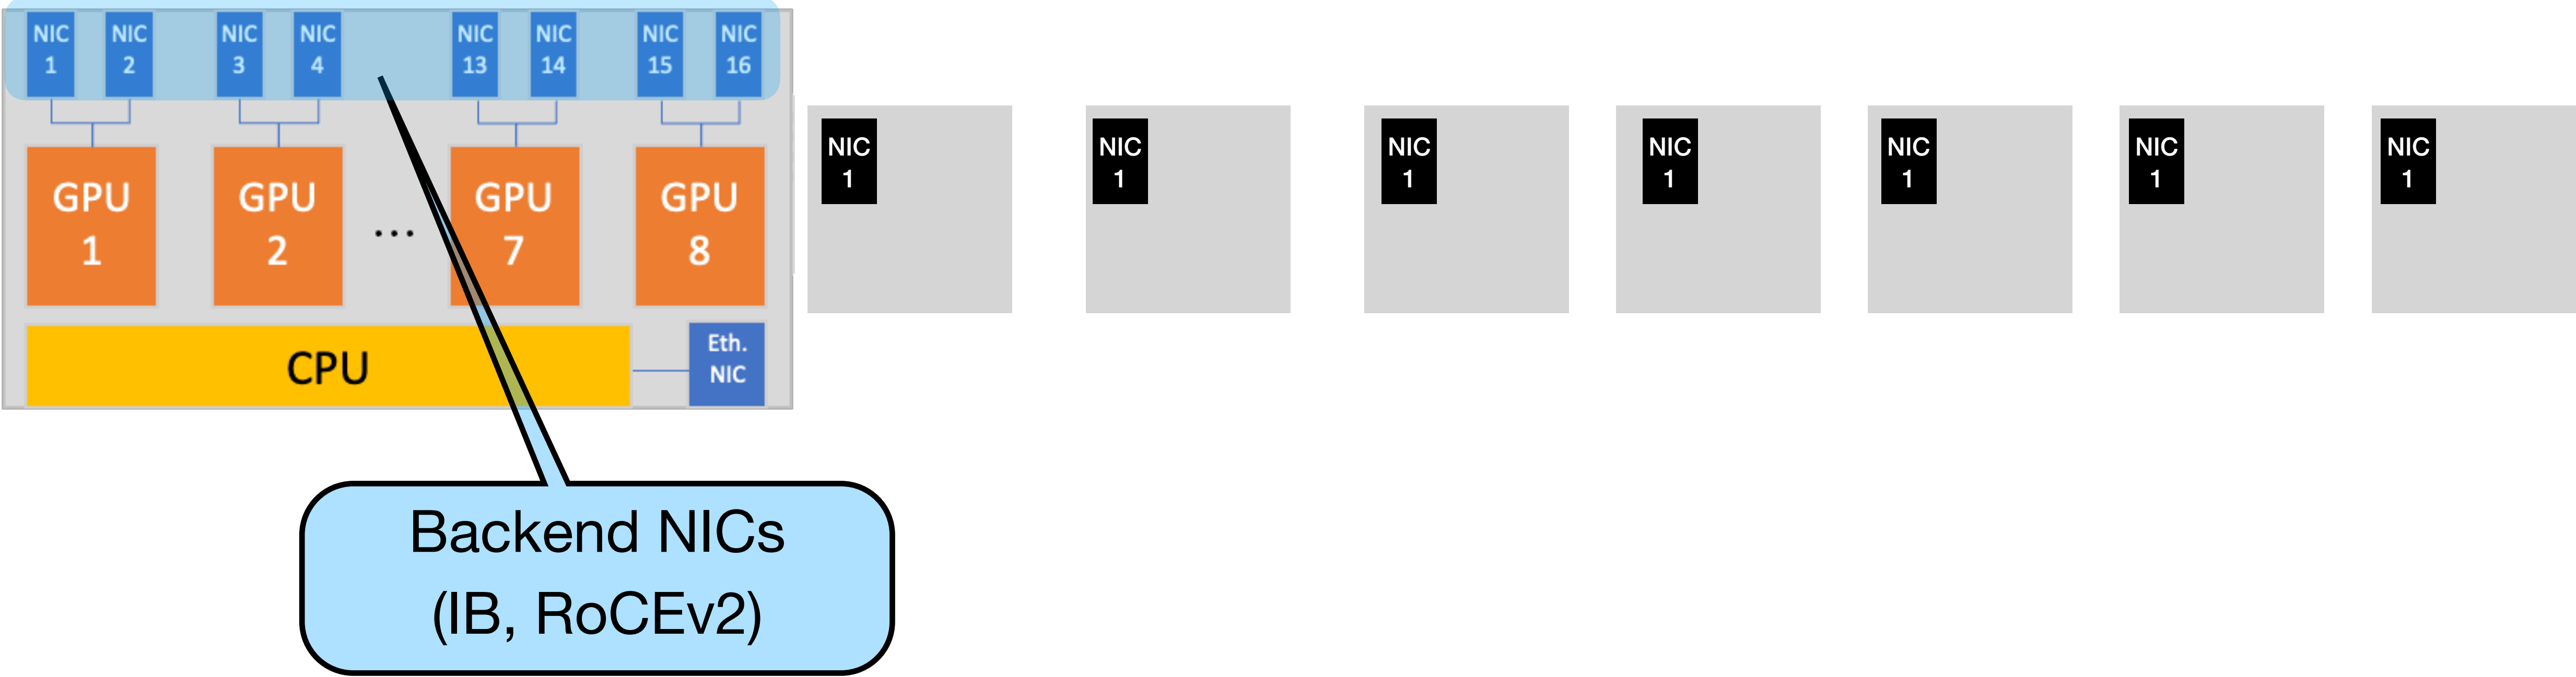 NIC
1
NIC
2
NIC
3
NIC
4
NIC
13
NIC
14
NIC
15
NIC
16
GPU
1
GPU
2
...
GPU
7
GPU
8
CPU
Eth.
NIC
NIC
1
NIC
1
NIC
1
NIC
1
NIC
1
NIC
1
NIC
1
Backend NICs
(IB, RoCEv2)